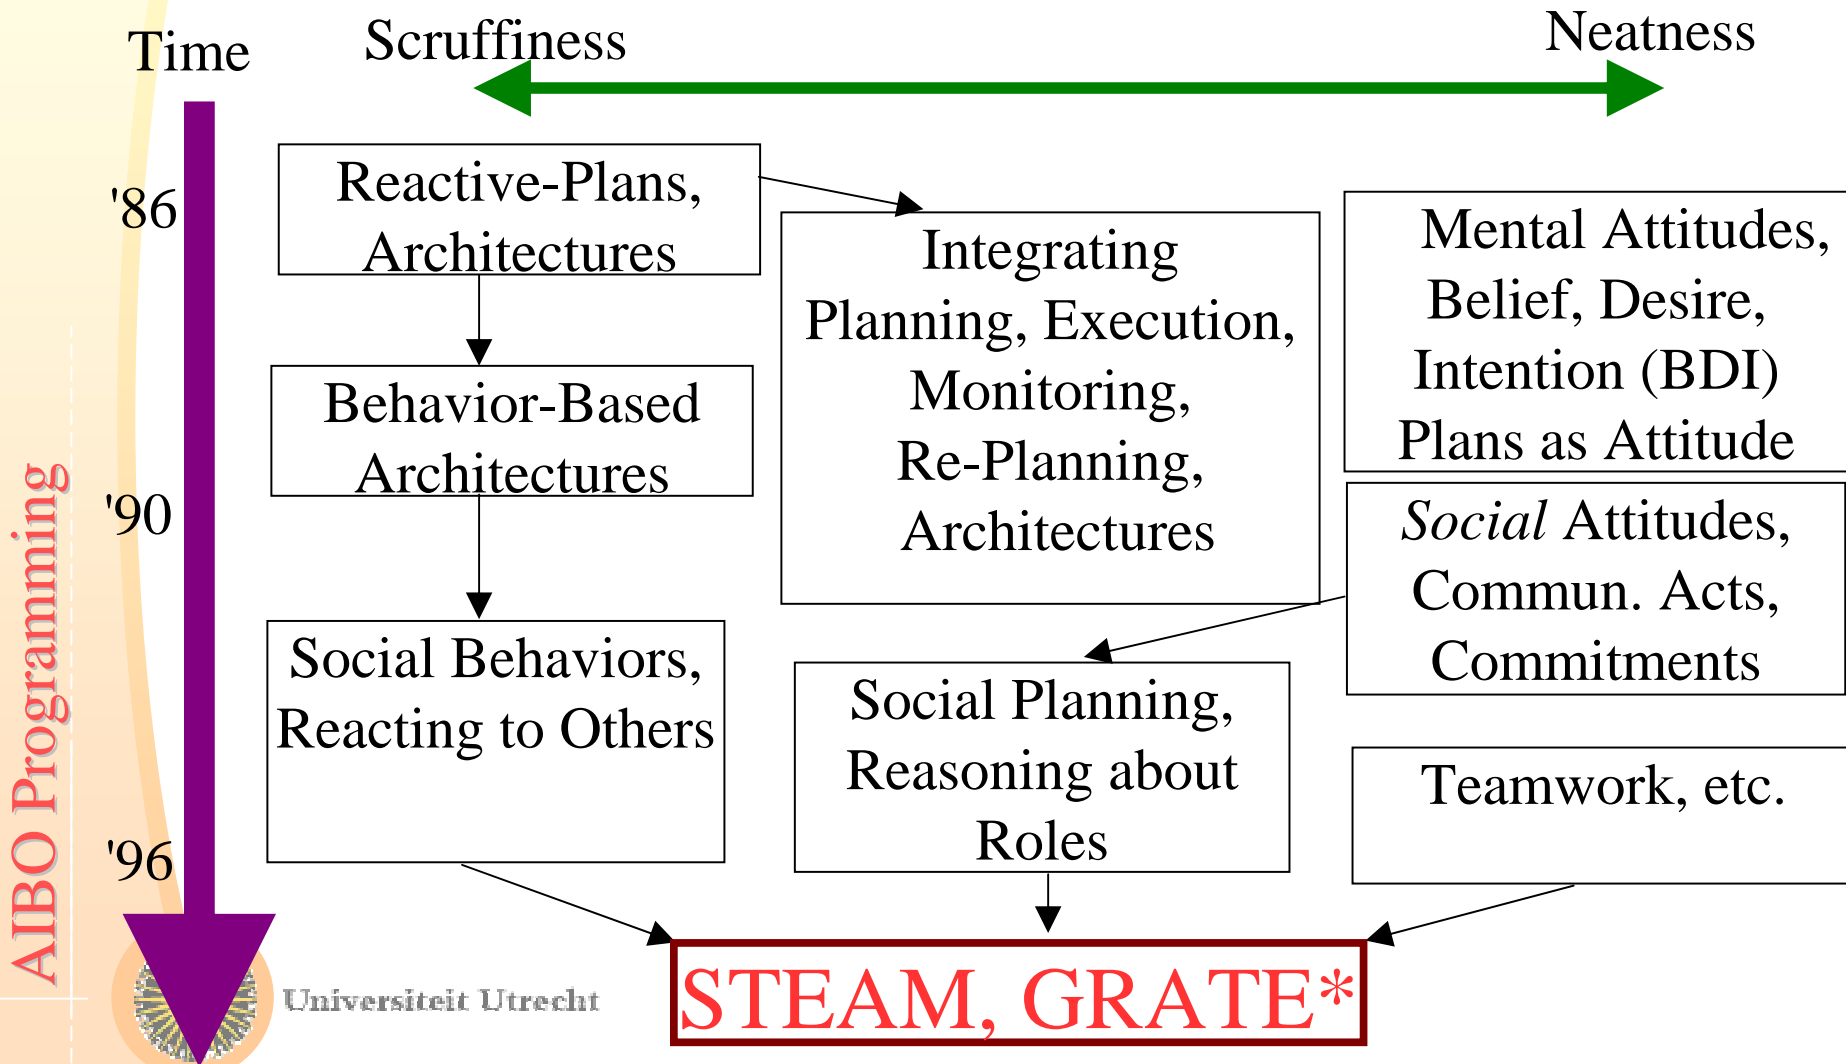 Time
Scruffiness
Neatness
'86
'90
'96
Reactive-Plans,
Architectures
Behavior-Based
Architectures
Social Behaviors,
Reacting to Others
Integrating
Planning, Execution,
Monitoring,
Re-Planning,
Architectures
Social Planning,
Reasoning about
Roles
Mental Attitudes,
Belief, Desire,
Intention (BDI)
Plans as Attitude
Social Attitudes,
Commun. Acts,
Commitments
Teamwork, etc.
STEAM, GRATE*
AIBO Programming
Universiteit Utrecht